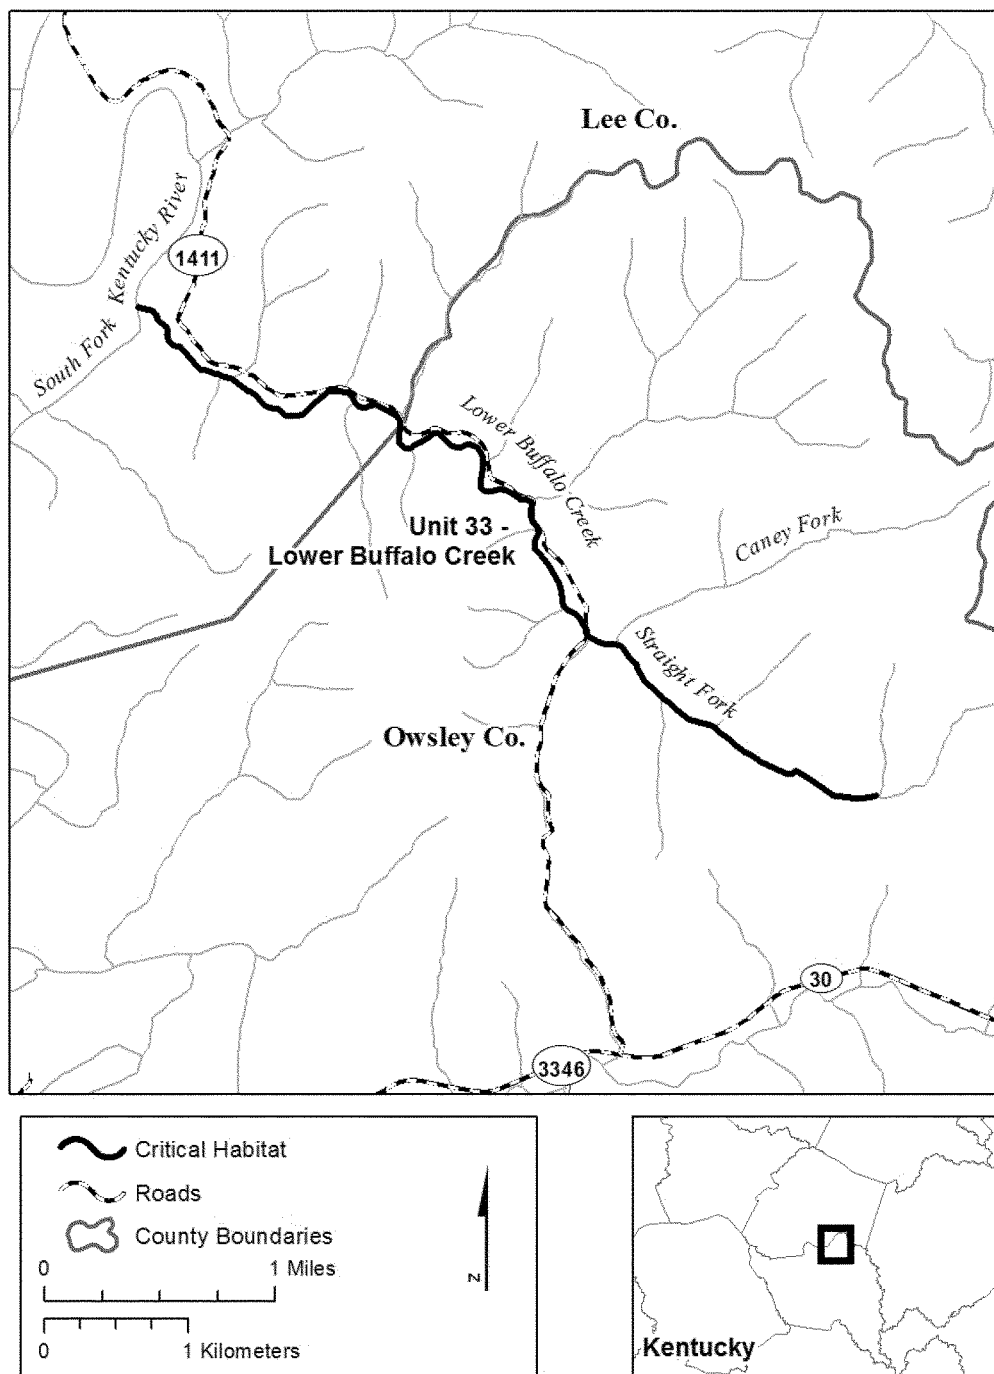 Lee Co.
Kentucky River
1411
South Fork
Lower Buffalo Creek
Unit 33 -
Lower Buffalo Creek
Caney Fork
Straight Fork
Owsley Co.
30
3346
Critical Habitat
Roads
County Boundaries
0 1 Miles
N
0 1 Kilometers
Kentucky